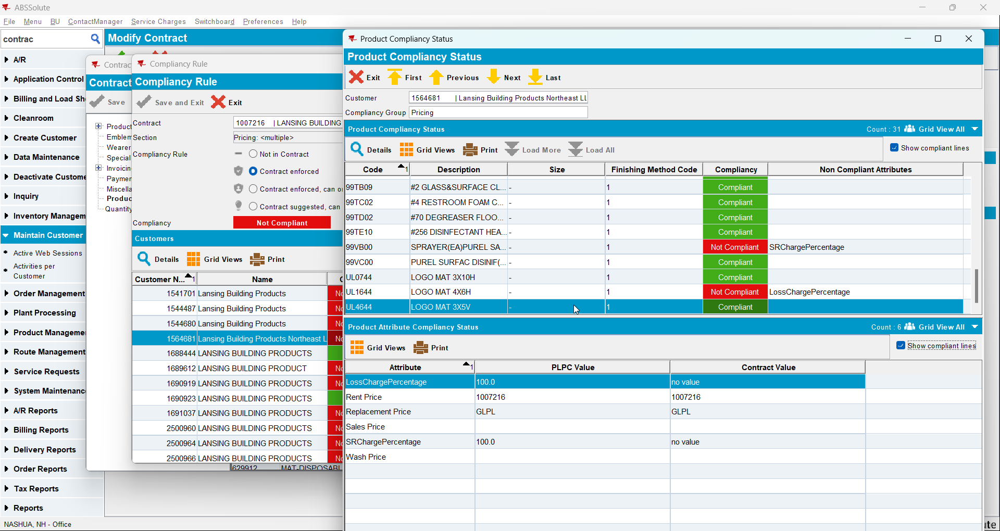 ABSSolute
File Menu BU ContactManager Service Charges Switchboard Preferences Help
contrac
Modify Contract
A/R
Application Control
Billing and Load Sh
Cleanroom
Create Customer
Data Maintenance
Deactivate Custome
Inquiry
Inventory Managem
Maintain Customer
Active Web Sessions
Activities per
Customer
Order Management
Plant Processing
Product Manageme
Route Management
Service Requests
System Maintenanc
A/R Reports
Billing Reports
Delivery Reports
Order Reports
Tax Reports
Reports
NASHUA, NH - Office
Contrac
Contract
Save
Product
Emblem
Wearer
Special
Invoicin
Paymen
Miscella
Produc
Quantity
629912 MAT-DISPOSABL
Compliancy Rule
Compliancy Rule
Save and Exit Exit
Contract 1007216 | LANSING BUILDING
Section Pricing: <multiple>
Compliancy Rule Not in Contract
Contract enforced
Contract enforced, can o
Contract suggested, can
Compliancy Not Compliant
Customers
Details Grid Views Print
Customer N... 1 Name C
1541701 Lansing Building Products No
1544487 Lansing Building Products No
1544680 Lansing Building Products No
1564681 Lansing Building Products Northeast L No
1688444 LANSING BUILDING PRODUCTS
1689612 LANSING BUILDING PRODUCT No
1690919 LANSING BUILDING PRODUCTS No
1690923 LANSING BUILDING PRODUCTS
1691037 LANSING BUILDING PRODUCTS No
2500960 LANSING BUILDING PRODUCTS No
2500964 LANSING BUILDING PRODUCTS No
2500966 LANSING BUILDING PRODUCTS No
Product Compliancy Status
Product Compliancy Status
Exit First Previous Next Last
Customer 1564681 | Lansing Building Products Northeast LL
Compliancy Group Pricing
Product Compliancy Status Count : 31 Grid View All
Details Grid Views Print Load More Load All Show compliant lines
Code 1 Description Size Finishing Method Code Compliancy Non Compliant Attributes
99TB09 #2 GLASS&SURFACE CL... - 1 Compliant
99TC02 #4 RESTROOM FOAM C... - 1 Compliant
99TD02 #70 DEGREASER FLOO... - 1 Compliant
99TE10 #256 DISINFECTANT HEA... - 1 Compliant
99VB00 SPRAYER(EA)PUREL SA... - 1 Not Compliant SRChargePercentage
99VC00 PUREL SURFAC DISINIF(... - 1 Compliant
UL0744 LOGO MAT 3X10H - 1 Compliant
UL1644 LOGO MAT 4X6H - 1 Not Compliant LossChargePercentage
UL4644 LOGO MAT 3X5V - 1 Compliant
Product Attribute Compliancy Status Count : 6 Grid View All
Grid Views Print Show compliant lines
Attribute 1 PLPC Value Contract Value
LossChargePercentage 100.0 no value
Rent Price 1007216 1007216
Replacement Price GLPL GLPL
Sales Price
SRChargePercentage 100.0 no value
Wash Price
ute